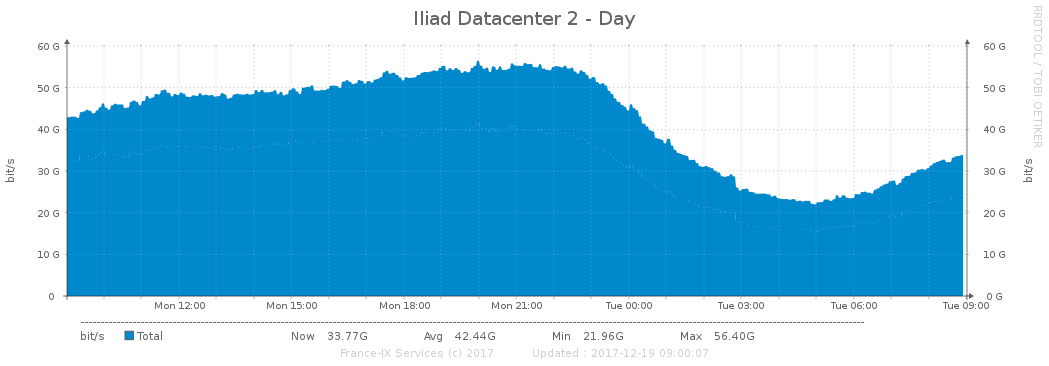 Iliad Datacenter 2 - Day
RRDTOOL / TOBI OETIKER
60 G 60 G
50 G 50 G
40 G 40 G
30 G 30 G
20 G 20 G
10 G 10 G
0 0 G
bit/s bit/s
Mon 12:00 Mon 15:00 Mon 18:00 Mon 21:00 Tue 00:00 Tue 03:00 Tue 06:00 Tue 09:00
bit/s Total Now 33.77G Avg 42.44G Min 21.96G Max 56.40G
France-IX Services (c) 2017 Updated : 2017-12-19 09:00:07